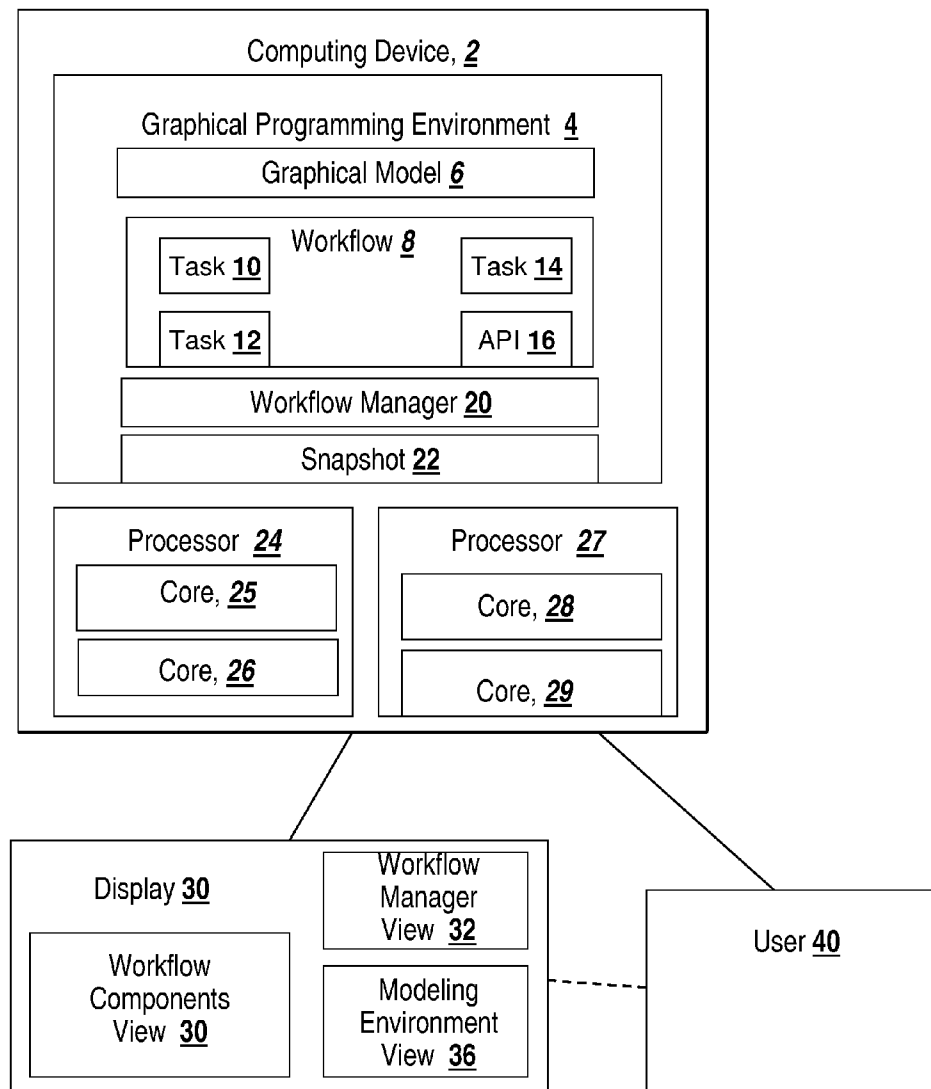 Computing Device, 2
Graphical Programming Environment 4
Graphical Model 6
Workflow 8
Task 10
Task 14
Task 12
API 16
Workflow Manager 20
Snapshot 22
Processor 24
Core, 25
Core, 26
Processor 27
Core, 28
Core, 29
Display 30
Workflow
Manager
View 32
Workflow
Components
View 30
Modeling
Environment
View 36
User 40